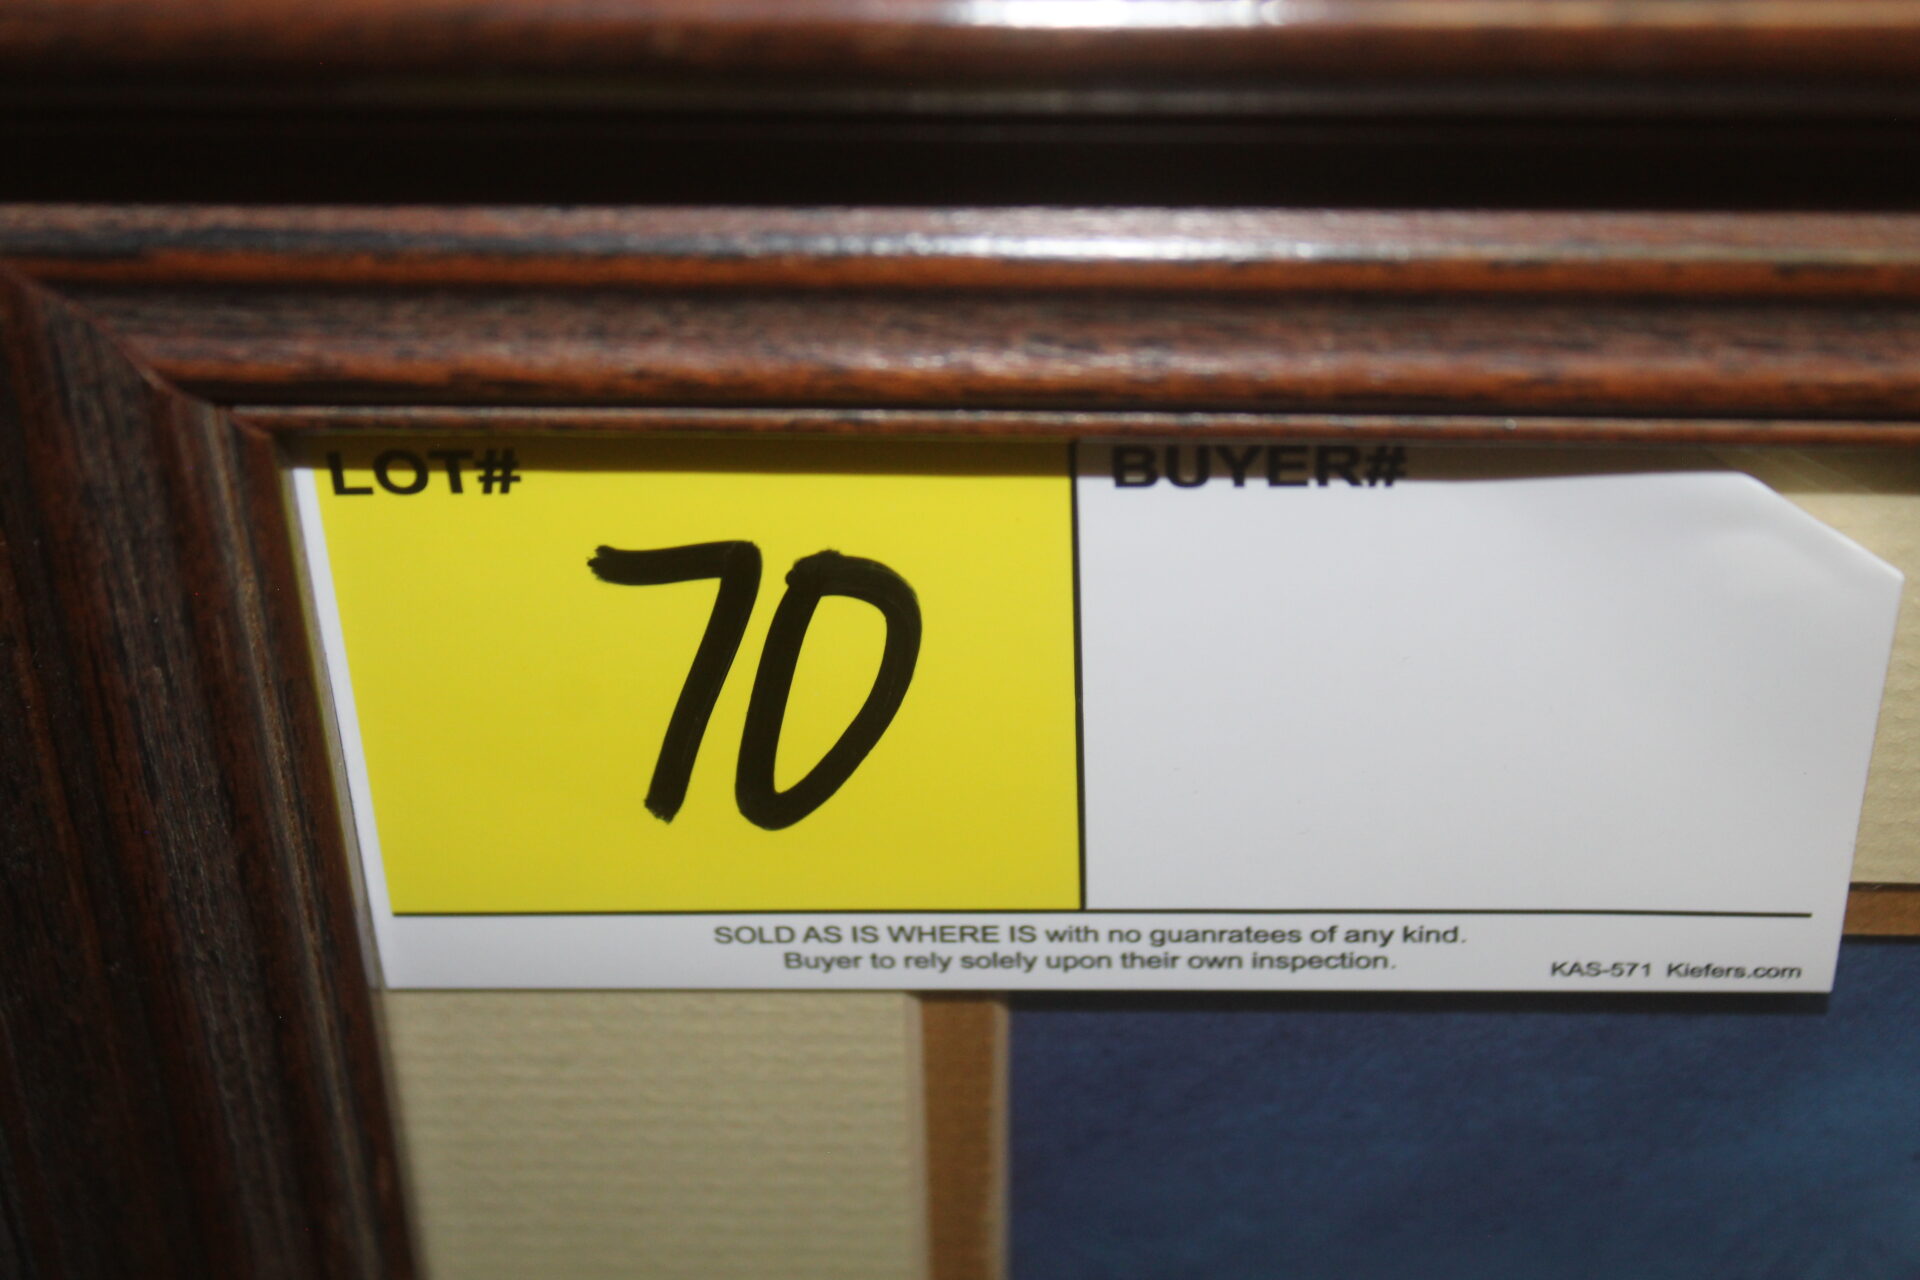 LOT# BUYER#
70
SOLD AS IS WHERE IS with no guanratees of any kind.
Buyer to rely solely upon their own inspection.
KAS-571 Kiefers.com